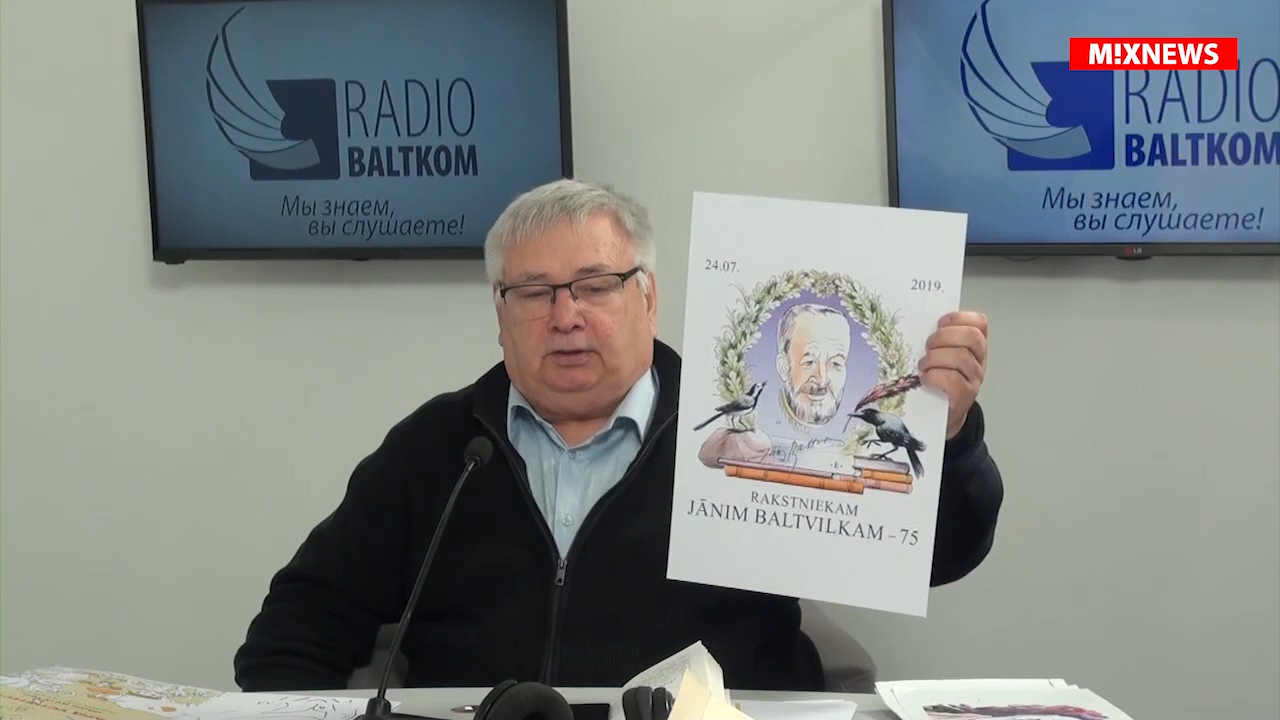 RADIO
BALTKOM
Мы знаем,
вы слушаете!
M!XNEWS
RADIO
BALTKOM
Мы знаем,
вы слушаете!
LG
24.07.
2019.
RAKSTNIEKAM
JĀNIM BALTVILKAM – 75